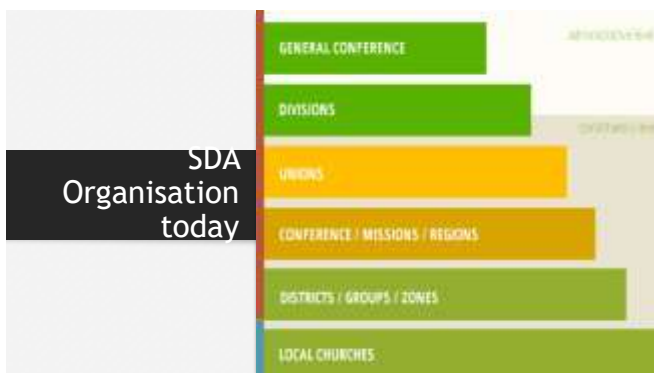 SDA
Organisation
today
GENERAL CONFERENCE
DIVISIONS
UNIONS
CONFERENCE / MISSIONS / REGIONS
DISTRICTS / GROUPS / ZONES
LOCAL CHURCHES